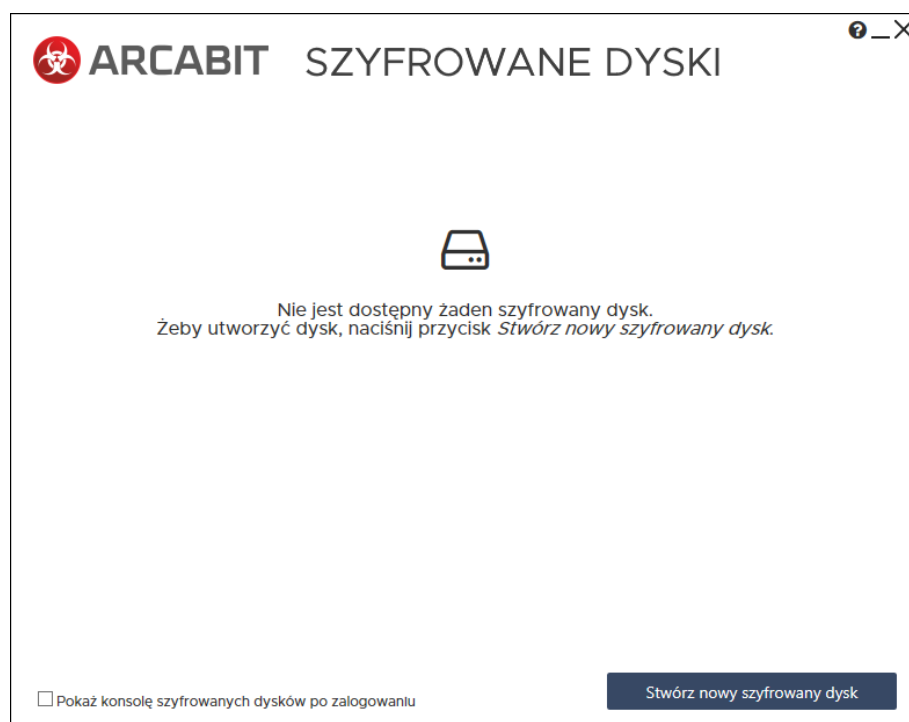 ARCABIT SZYFROWANE DYSKI
Nie jest dostępny żaden szyfrowany dysk.
Żeby utworzyć dysk, naciśnij przycisk Stwórz nowy szyfrowany dysk.
Pokaż konsolę szyfrowanych dysków po zalogowaniu
Stwórz nowy szyfrowany dysk